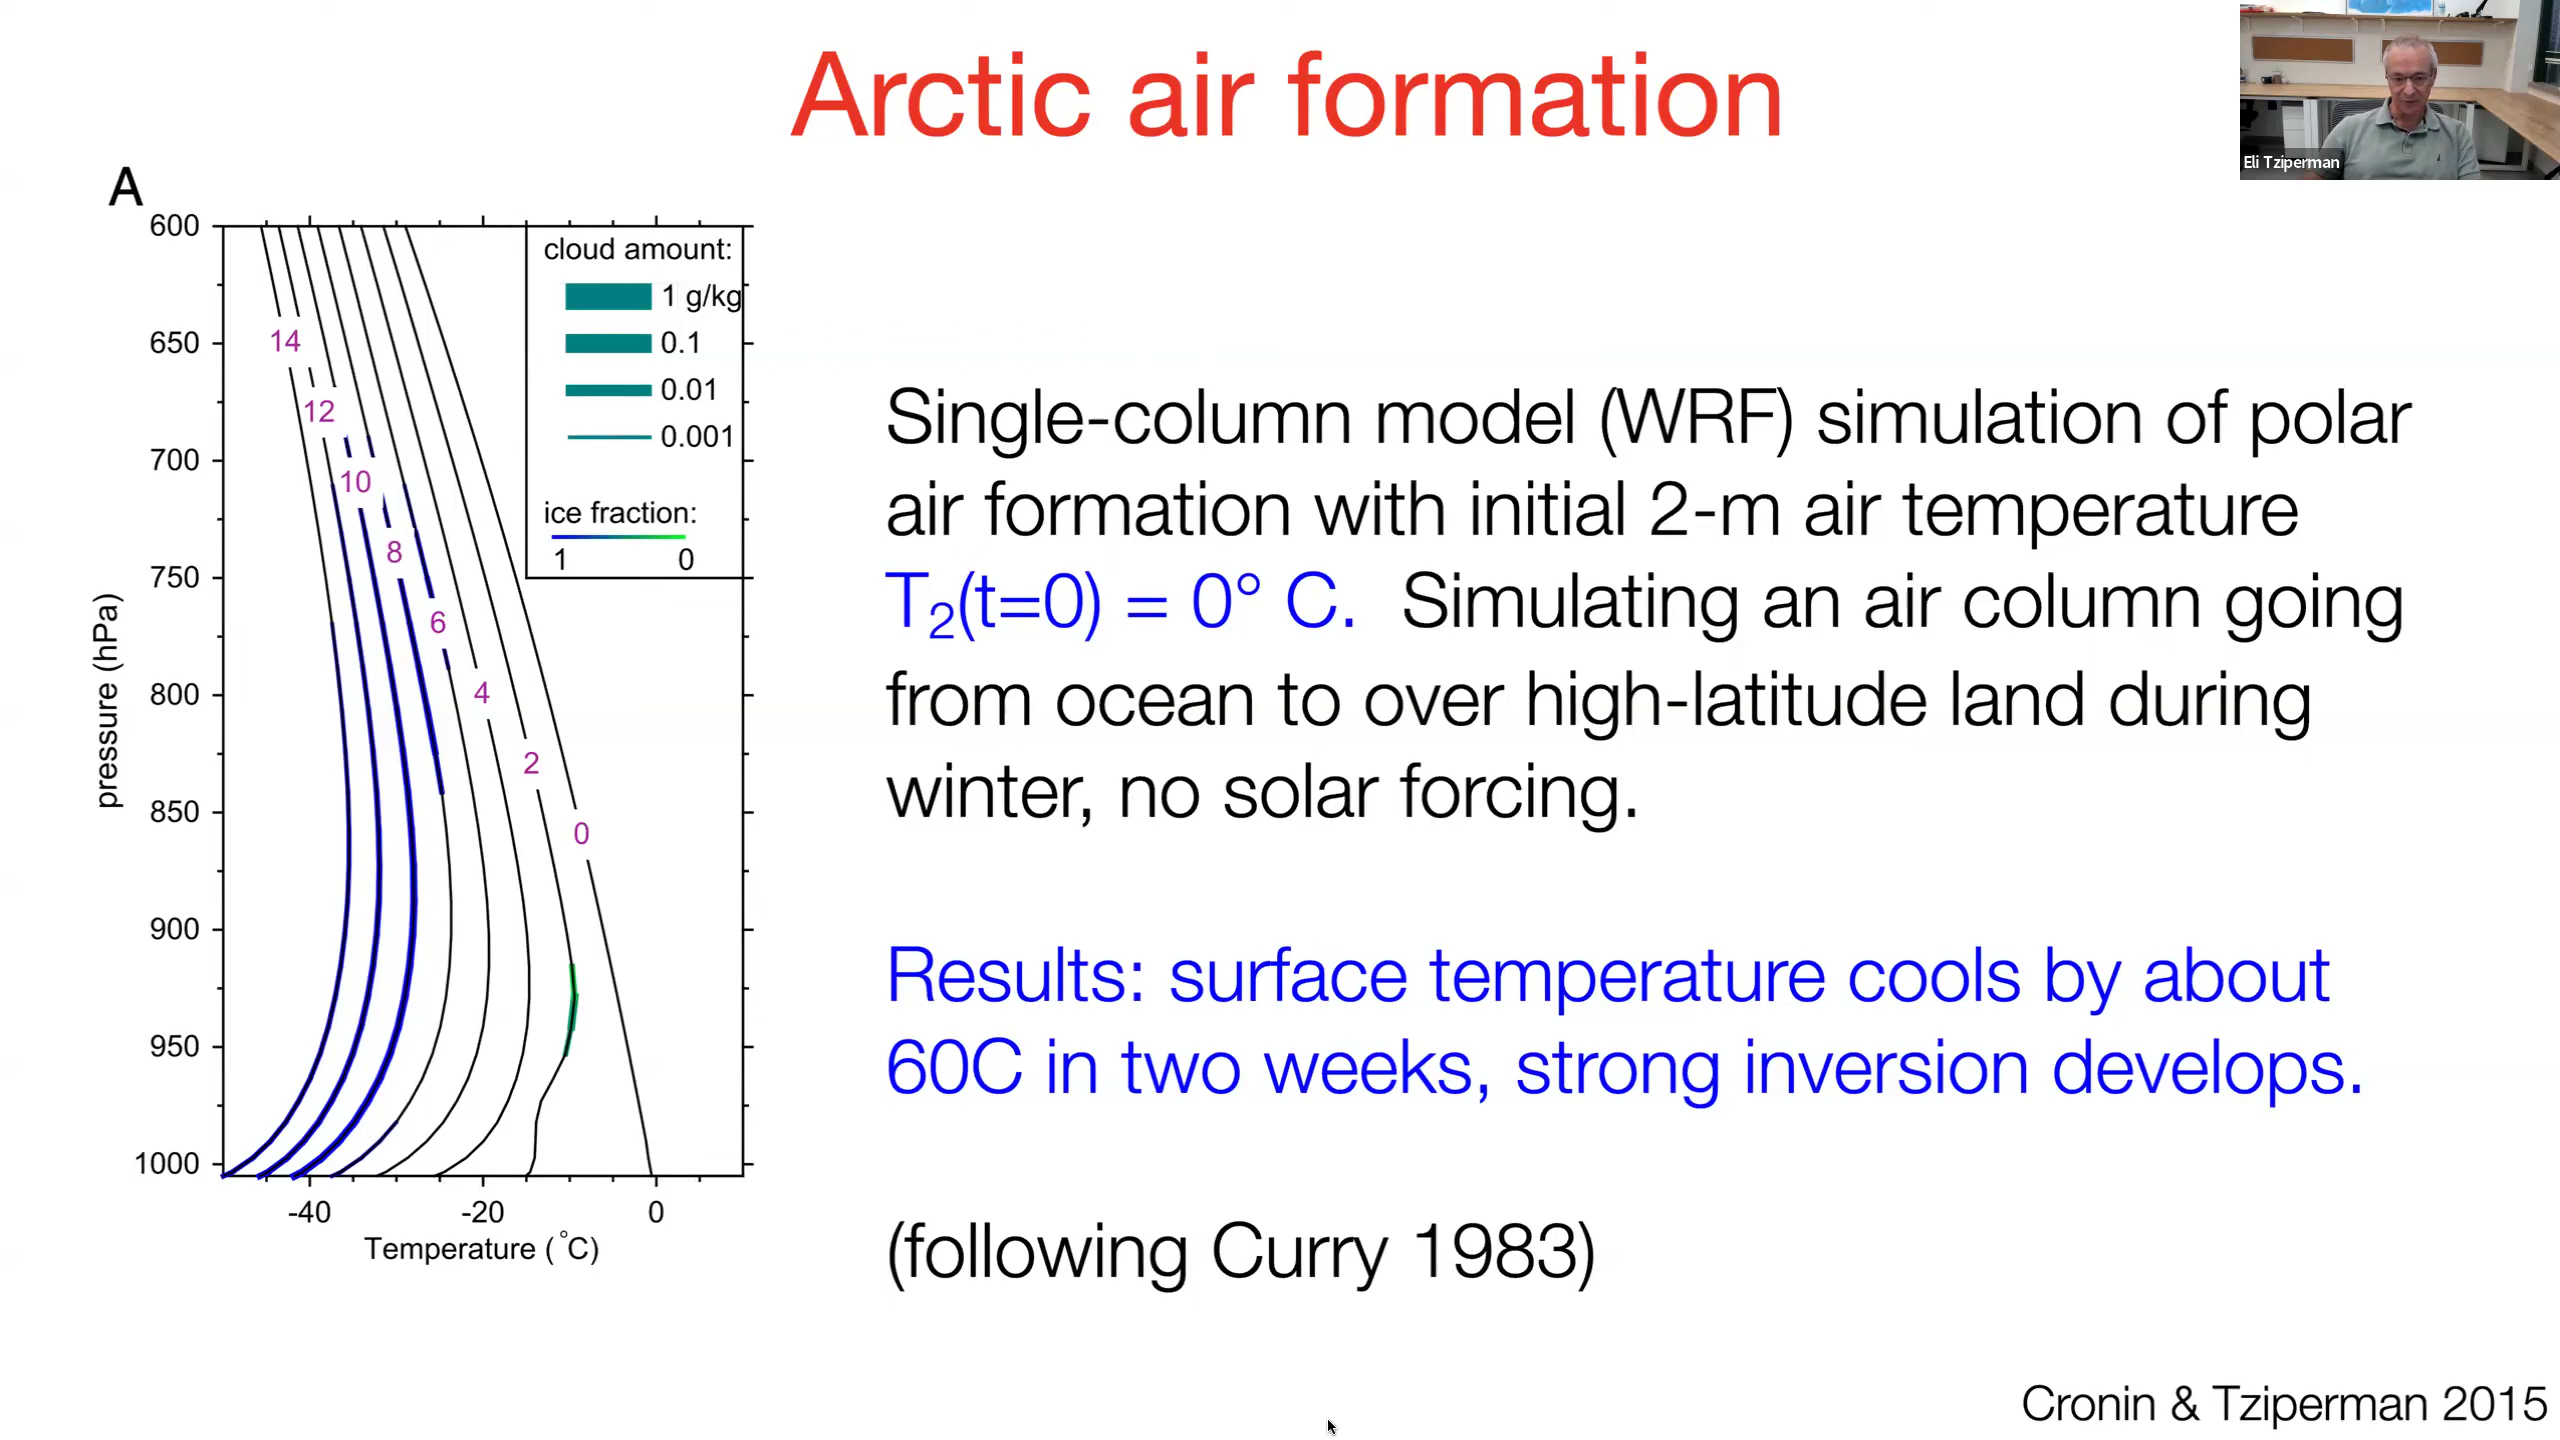 Arctic air formation
Eli Tziperman
A
600
650
700
750
800
850
900
950
1000
pressure (hPa)
-40
-20
0
Temperature (°C)
14
12
10
8
6
4
2
0
cloud amount:
1 g/kg
0.1
0.01
0.001
ice fraction:
1 0
Single-column model (WRF) simulation of polar
air formation with initial 2-m air temperature
T₂(t=0) = 0° C. Simulating an air column going
from ocean to over high-latitude land during
winter, no solar forcing.
Results: surface temperature cools by about
60C in two weeks, strong inversion develops.
(following Curry 1983)
Cronin & Tziperman 2015